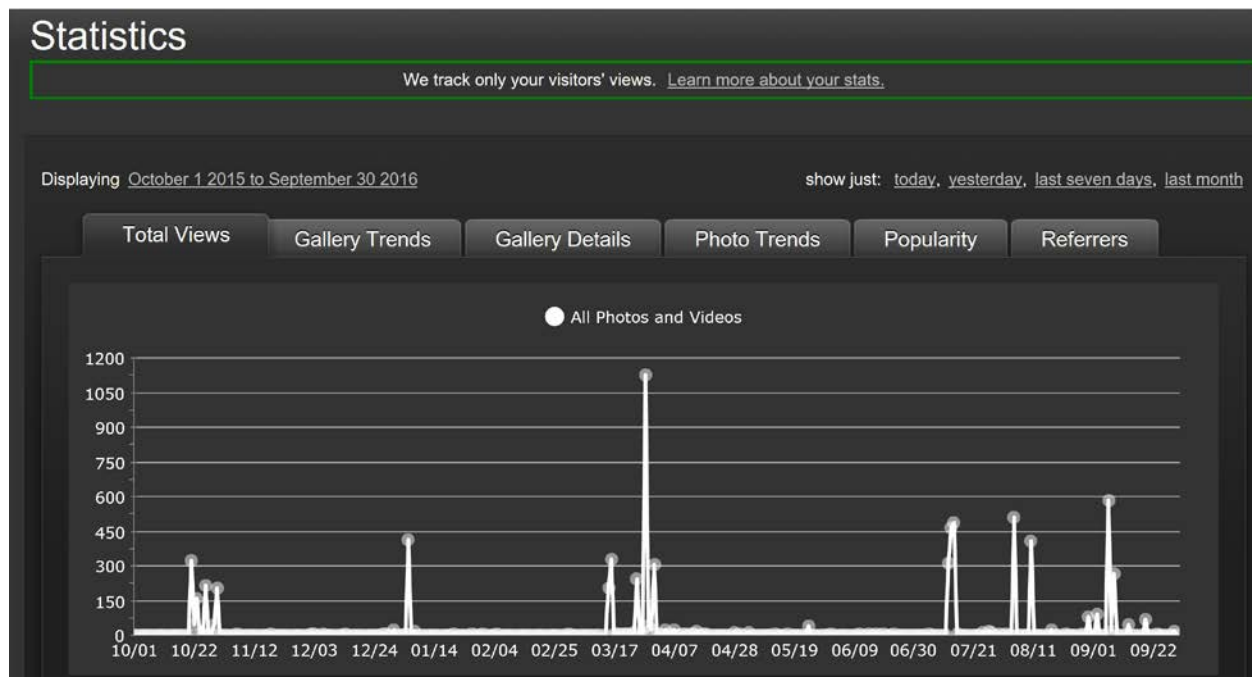 Statistics
We track only your visitors' views. Learn more about your stats.
Displaying October 1 2015 to September 30 2016 show just: today, yesterday, last seven days, last month
Total Views Gallery Trends Gallery Details Photo Trends Popularity Referrers
All Photos and Videos
1200
1050
900
750
600
450
300
150
0
10/01 10/22 11/12 12/03 12/24 01/14 02/04 02/25 03/17 04/07 04/28 05/19 06/09 06/30 07/21 08/11 09/01 09/22